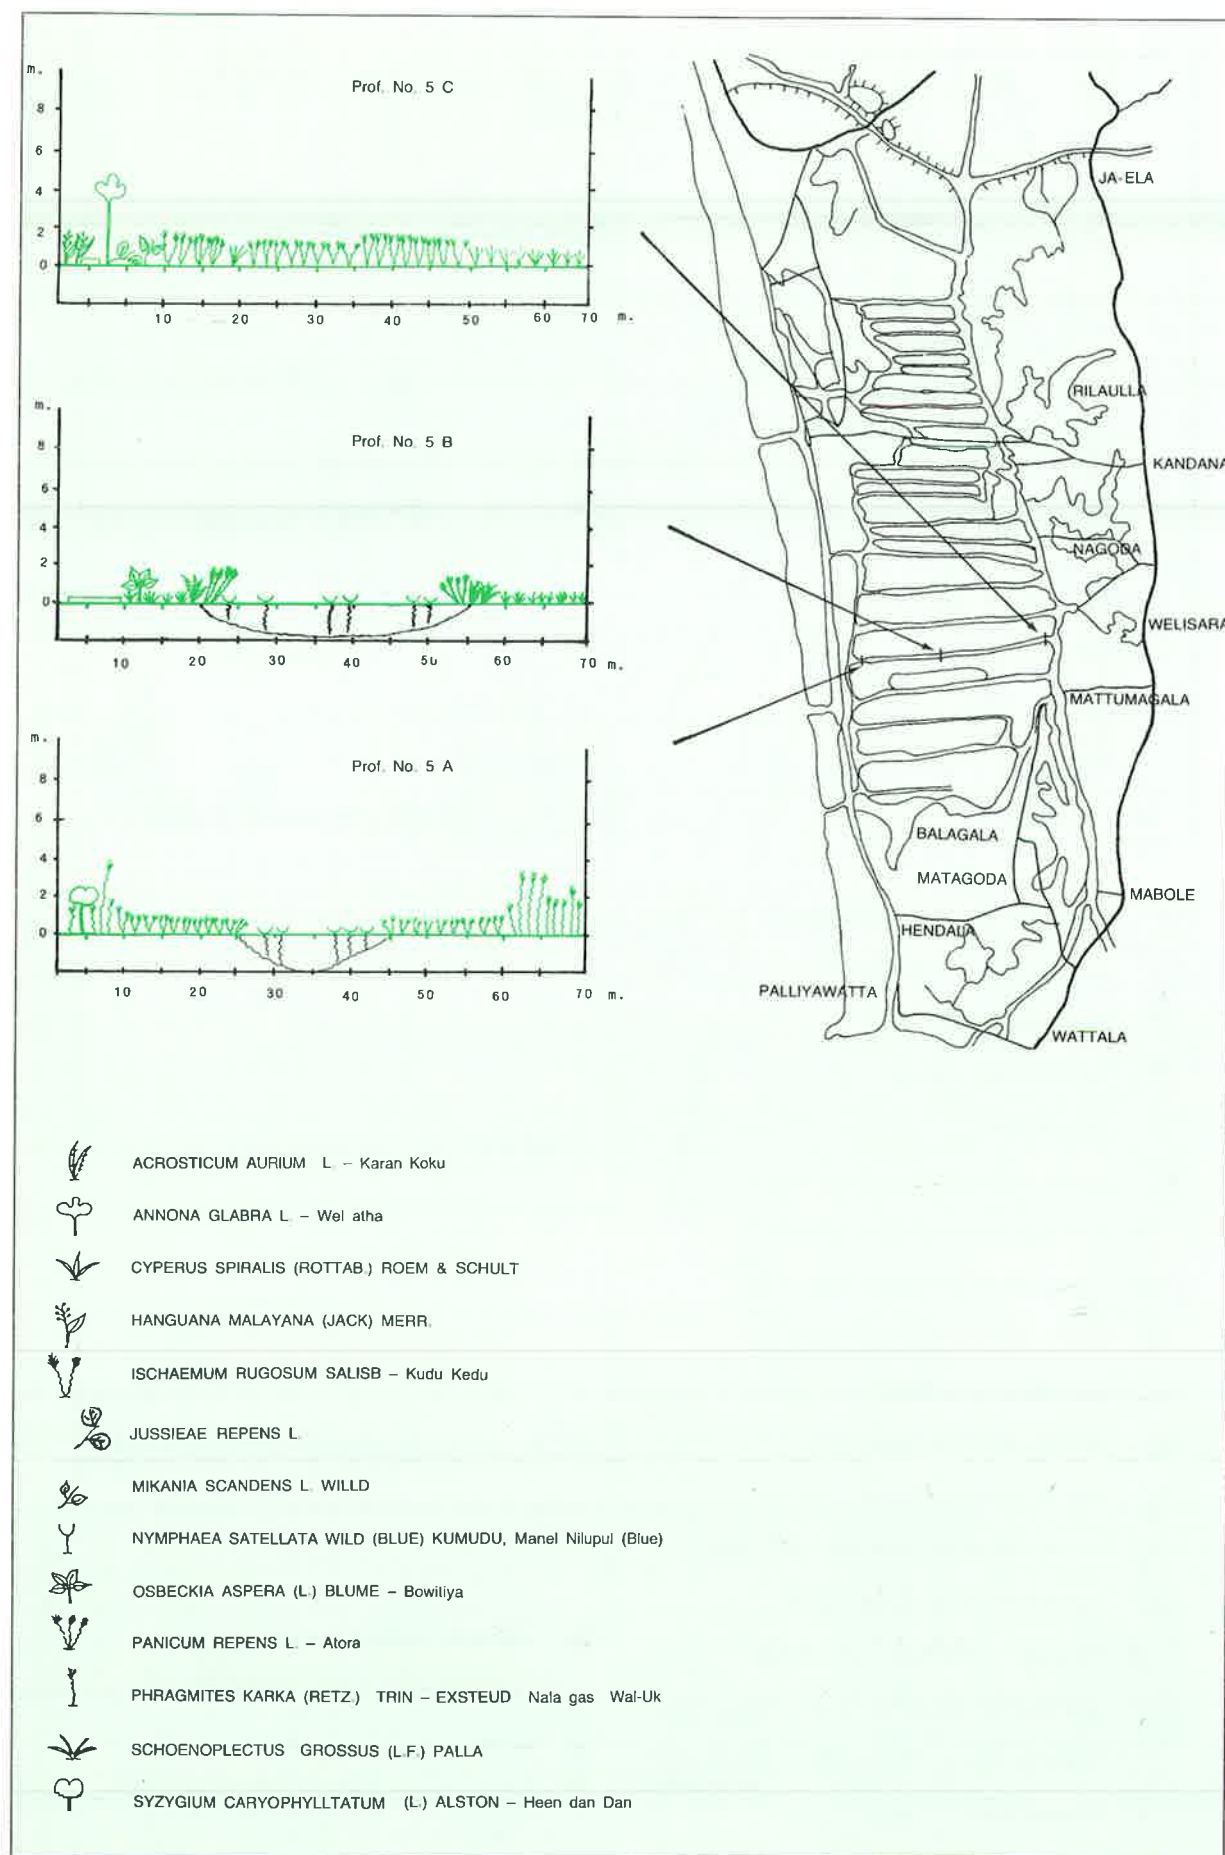 m.
Prof. No. 5 C
8
6
4
2
0
10 20 30 40 50 60 70 m.
m.
Prof. No. 5 B
8
6
4
2
0
10 20 30 40 50 60 70 m.
m.
Prof. No. 5 A
8
6
4
2
0
10 20 30 40 50 60 70 m.
JA-ELA
RILAULLA
KANDANA
NAGODA
WELISARA
MATTUMAGALA
BALAGALA
MATAGODA
MABOLE
HENDALA
PALLIYAWATTA
WATTALA
ACROSTICUM AURIUM L. – Karan Koku
ANNONA GLABRA L. – Wel atha
CYPERUS SPIRALIS (ROTTAB.) ROEM & SCHULT
HANGUANA MALAYANA (JACK) MERR.
ISCHAEMUM RUGOSUM SALISB – Kudu Kedu
JUSSIEAE REPENS L.
MIKANIA SCANDENS L. WILLD
NYMPHAEA SATELLATA WILD (BLUE) KUMUDU, Manel Nilupul (Blue)
OSBECKIA ASPERA (L.) BLUME – Bowitiya
PANICUM REPENS L. – Atora
PHRAGMITES KARKA (RETZ.) TRIN – EXSTEUD Nala gas Wal-Uk
SCHOENOPLECTUS GROSSUS (L.F.) PALLA
SYZYGIUM CARYOPHYLLTATUM (L.) ALSTON – Heen dan Dan